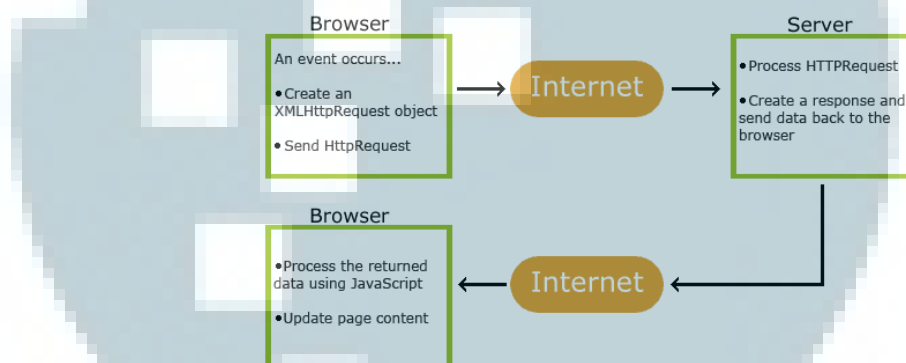 Browser
An event occurs...
•Create an
XMLHttpRequest object
• Send HttpRequest
Internet
Server
•Process HTTPRequest
•Create a response and
send data back to the
browser
Browser
•Process the returned
data using JavaScript
•Update page content
Internet